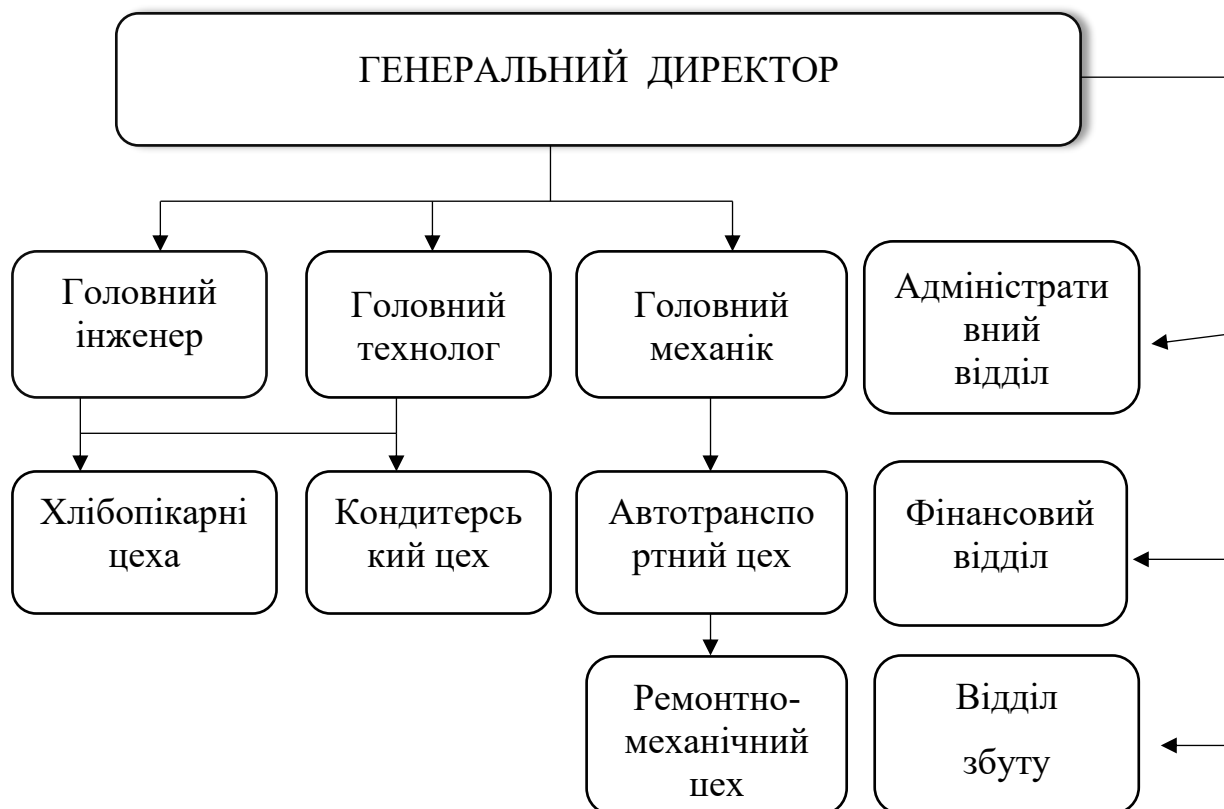 ГЕНЕРАЛЬНИЙ ДИРЕКТОР
Головний
інженер
Головний
технолог
Головний
механік
Адміністрати
вний
відділ
Хлібопікарні
цеха
Кондитерсь
кий цех
Автотранспо
ртний цех
Фінансовий
відділ
Ремонтно-
механічний
цех
Відділ
збуту